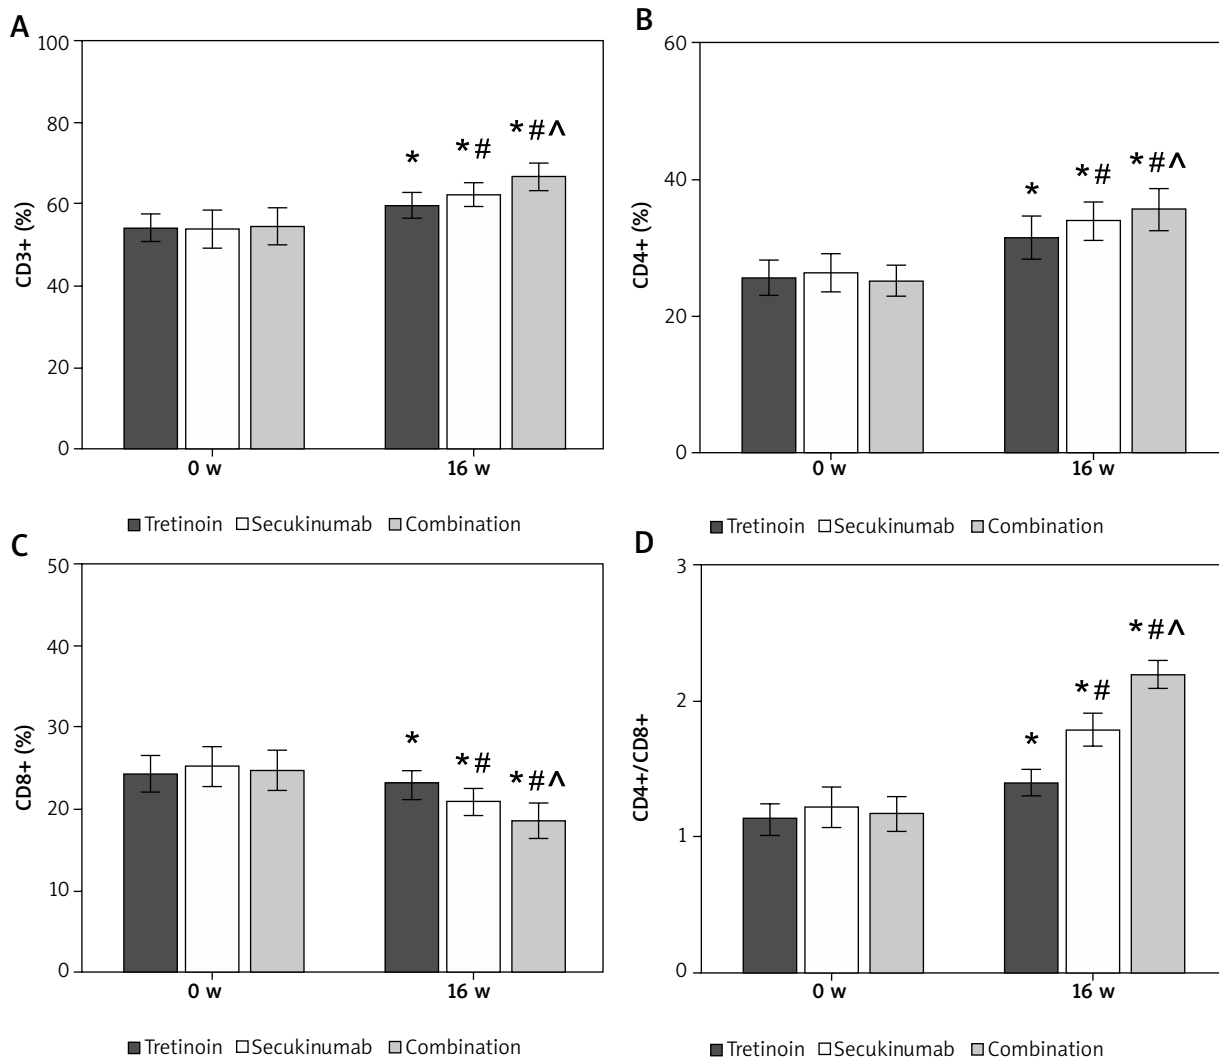 A
100
80
60
40
20
0
CD3+ (%)
*
*#
*#^
0 w
16 w
Tretinoin Secukinumab Combination
B
60
40
20
0
CD4+ (%)
*
*#
*#^
0 w
16 w
Tretinoin Secukinumab Combination
C
50
40
30
20
10
0
CD8+ (%)
*
*#
*#^
0 w
16 w
Tretinoin Secukinumab Combination
D
3
2
1
0
CD4+/CD8+
*
*#
*#^
0 w
16 w
Tretinoin Secukinumab Combination